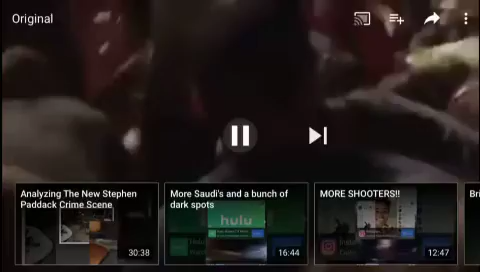 Original
Analyzing The New Stephen
Paddock Crime Scene
30:38
More Saudi's and a bunch of
dark spots
hulu
16:44
MORE SHOOTERS!!
12:47
Bri